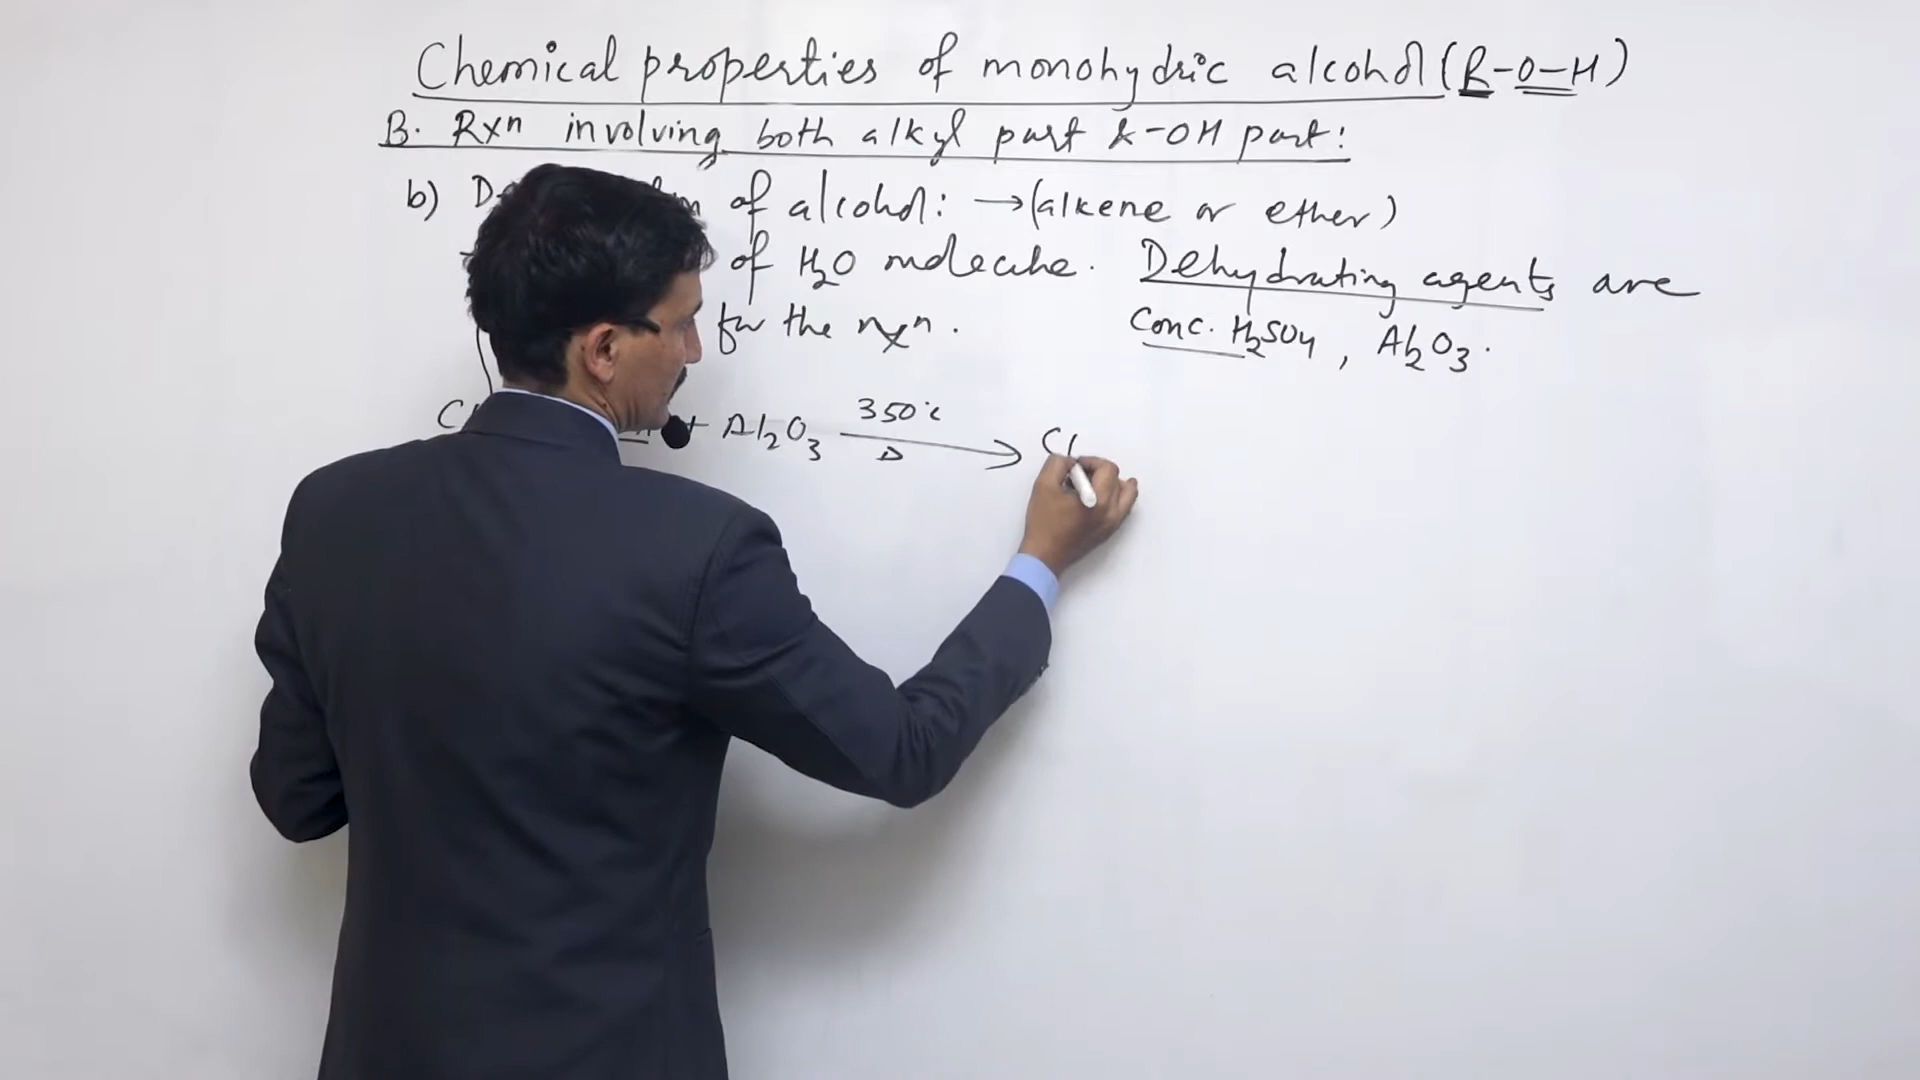 Chemical properties of monohydric alcohol (R-O-H)
B. Rxn involving both alkyl part & -OH part:
b) of alcohol: → (alkene or ether)
of H2O molecule. Dehydrating agents are
for the rxn. Conc. H2SO4, Al2O3.
+ Al2O3 350°C Δ → C